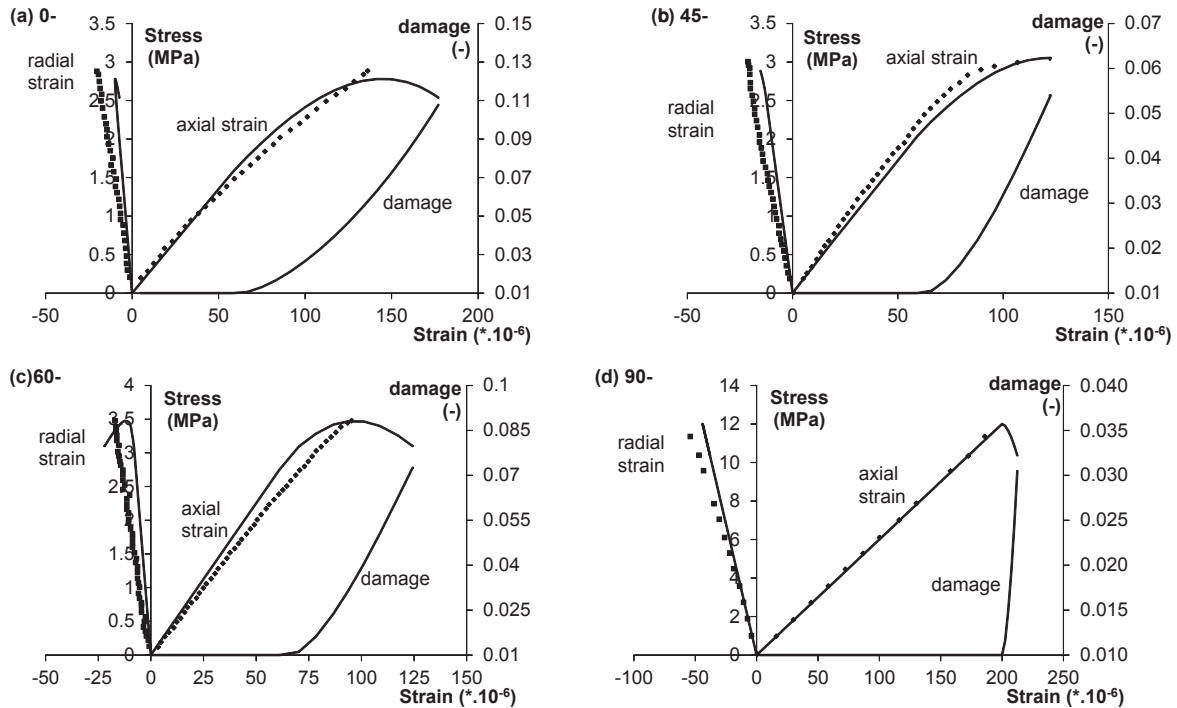 (a) 0-
Stress
(MPa)
damage
(-)
radial
strain
axial strain
damage
3.5
3
2.5
2
1.5
1
0.5
0
0.15
0.13
0.11
0.09
0.07
0.05
0.03
0.01
-50 0 50 100 150 200
Strain (*.10-6)
(b) 45-
Stress
(MPa)
damage
(-)
axial strain
radial
strain
damage
3.5
3
2.5
2
1.5
1
0.5
0
0.07
0.06
0.05
0.04
0.03
0.02
0.01
-50 0 50 100 150
Strain (*.10-6)
(c)60-
Stress
(MPa)
damage
(-)
radial
strain
axial
strain
damage
4
3.5
3
2.5
2
1.5
1
0.5
0
0.1
0.085
0.07
0.055
0.04
0.025
0.01
-50 -25 0 25 50 75 100 125 150
Strain (*.10-6)
(d) 90-
Stress
(MPa)
damage
(-)
radial
strain
axial
strain
damage
14
12
10
8
6
4
2
0
0.040
0.035
0.030
0.025
0.020
0.015
0.010
-100 -50 0 50 100 150 200 250
Strain (*.10-6)